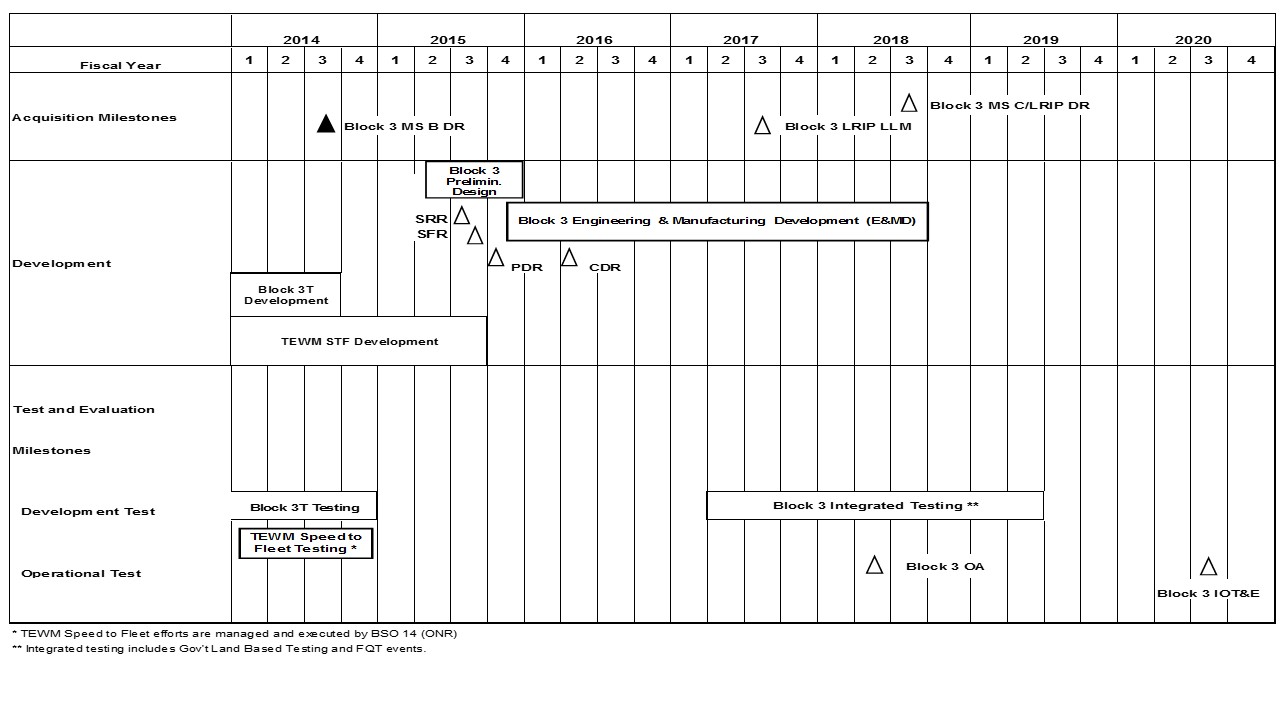 2014 2015 2016 2017 2018 2019 2020
Fiscal Year 1 2 3 4 1 2 3 4 1 2 3 4 1 2 3 4 1 2 3 4 1 2 3 4 1 2 3 4
Acquisition Milestones
Block 3 MS B DR
Block 3 LRIP LLM
Block 3 MS C/LRIP DR
Development
Block 3
Prelimin.
Design
SRR
SFR
Block 3 Engineering & Manufacturing Development (E&MD)
PDR
CDR
Block 3T
Development
TEWM STF Development
Test and Evaluation
Milestones
Development Test
Block 3T Testing
Block 3 Integrated Testing **
TEWM Speed to
Fleet Testing *
Operational Test
Block 3 OA
Block 3 IOT&E
* TEWM Speed to Fleet efforts are managed and executed by BSO 14 (ONR)
** Integrated testing includes Gov't Land Based Testing and FQT events.